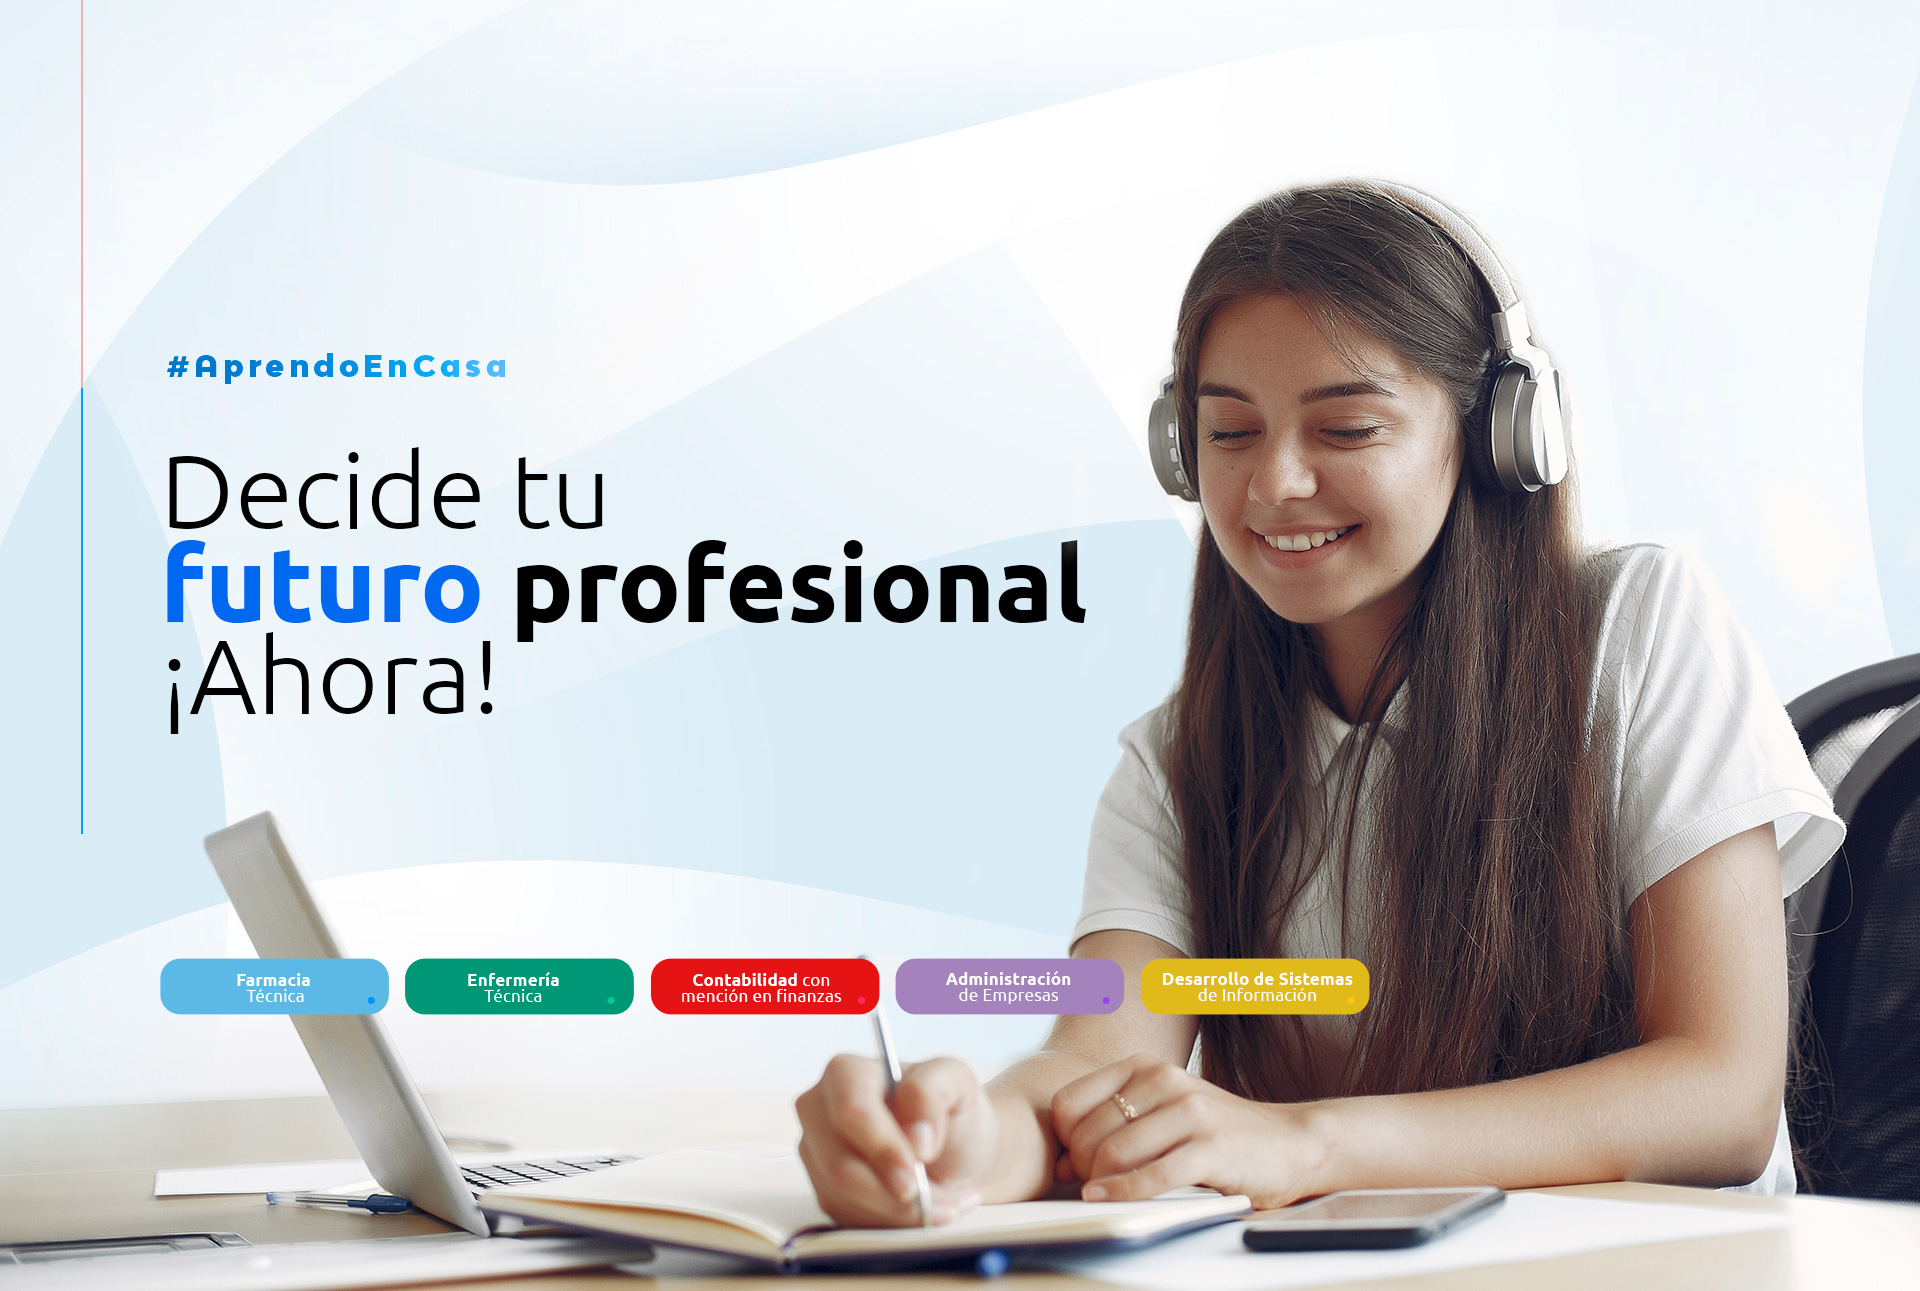 #AprendoEnCasa
Decide tu
futuro profesional
¡Ahora!
Farmacia
Técnica
Enfermería
Técnica
Contabilidad con
mención en finanzas
Administración
de Empresas
Desarrollo de Sistemas
de Información